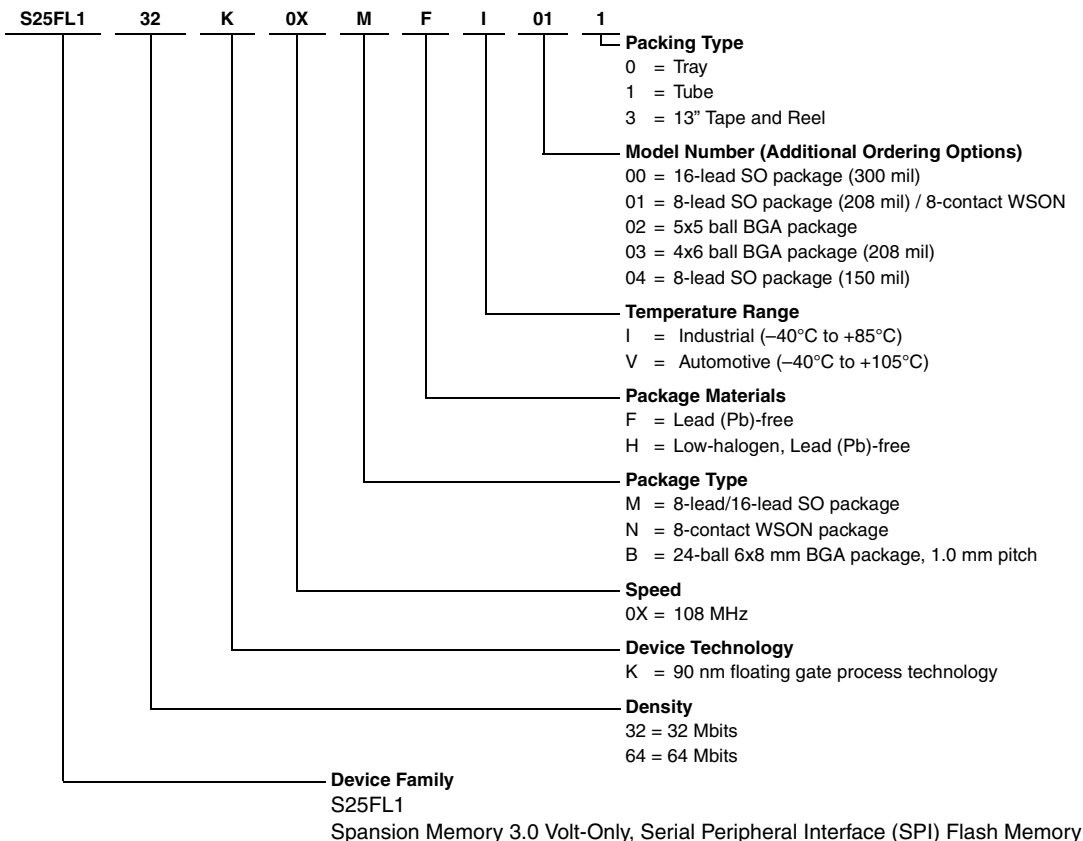 S25FL1 32 K 0X M F I 01 1
Packing Type
0 = Tray
1 = Tube
3 = 13” Tape and Reel
Model Number (Additional Ordering Options)
00 = 16-lead SO package (300 mil)
01 = 8-lead SO package (208 mil) / 8-contact WSON
02 = 5x5 ball BGA package
03 = 4x6 ball BGA package (208 mil)
04 = 8-lead SO package (150 mil)
Temperature Range
I = Industrial (–40°C to +85°C)
V = Automotive (–40°C to +105°C)
Package Materials
F = Lead (Pb)-free
H = Low-halogen, Lead (Pb)-free
Package Type
M = 8-lead/16-lead SO package
N = 8-contact WSON package
B = 24-ball 6x8 mm BGA package, 1.0 mm pitch
Speed
0X = 108 MHz
Device Technology
K = 90 nm floating gate process technology
Density
32 = 32 Mbits
64 = 64 Mbits
Device Family
S25FL1
Spansion Memory 3.0 Volt-Only, Serial Peripheral Interface (SPI) Flash Memory